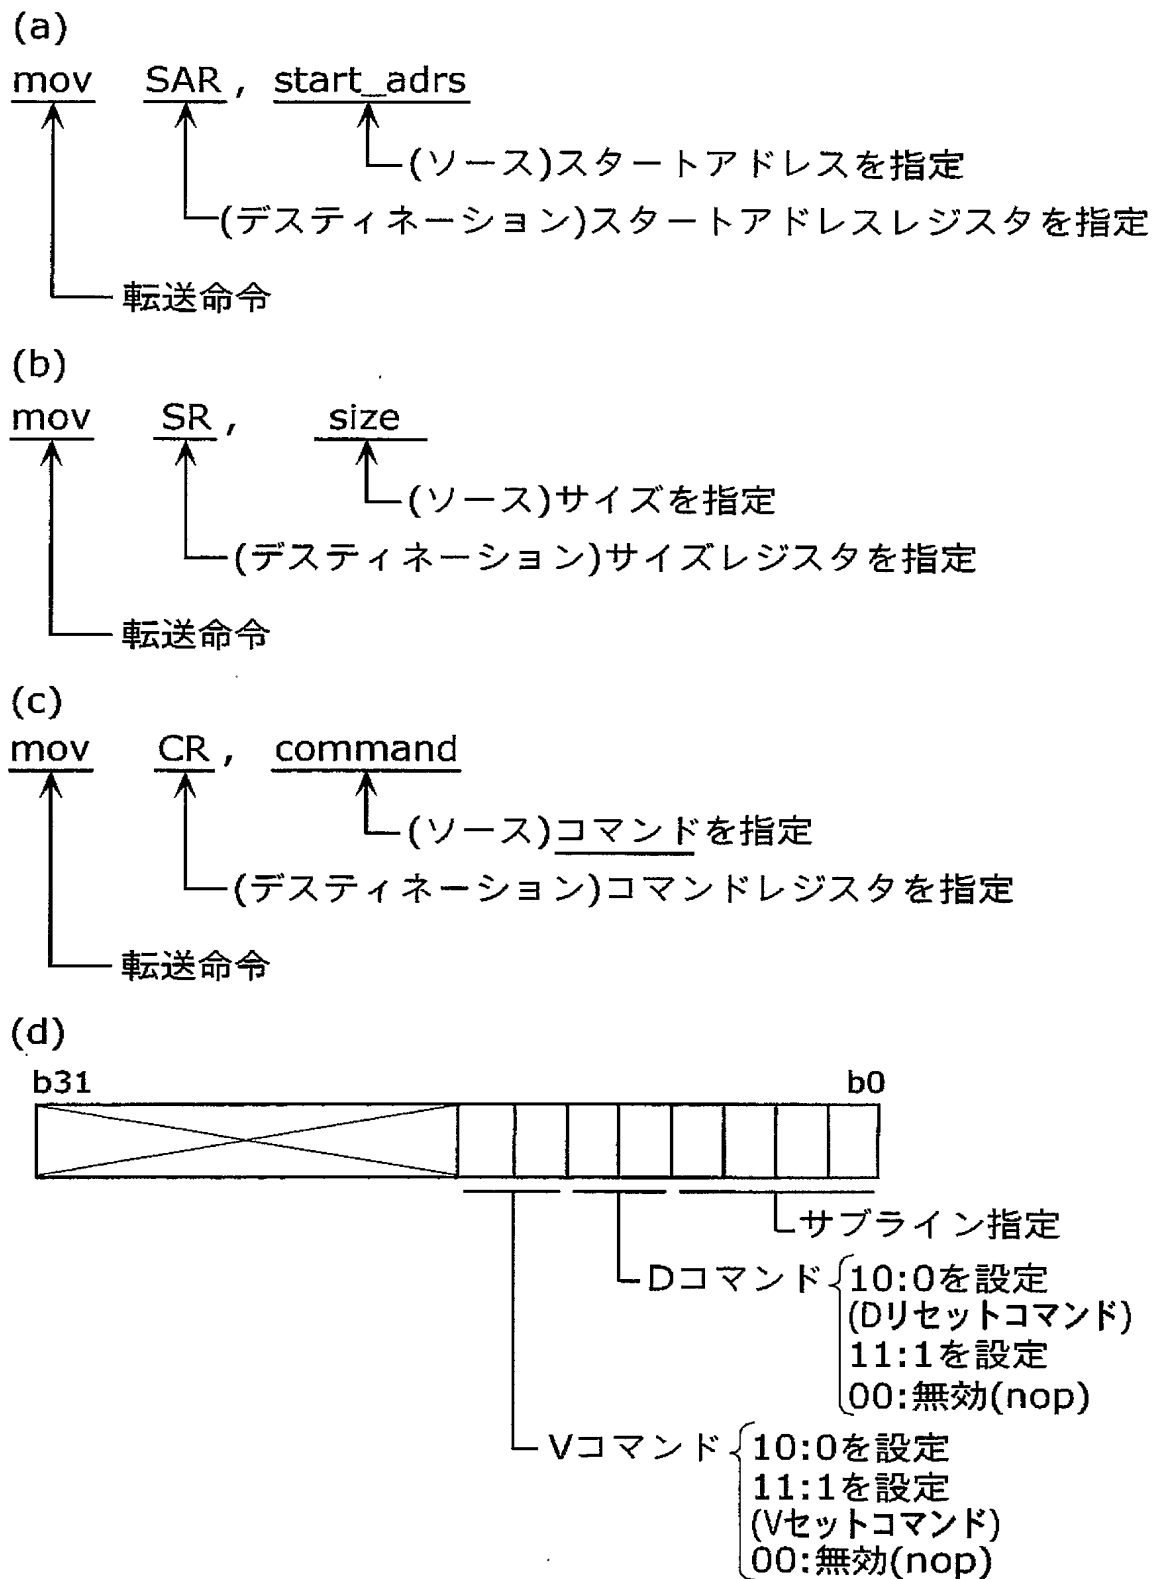 (a)
mov SAR, start_adrs
(ソース)スタートアドレスを指定
(デスティネーション)スタートアドレスレジスタを指定
転送命令
(b)
mov SR, size
(ソース)サイズを指定
(デスティネーション)サイズレジスタを指定
転送命令
(c)
mov CR, command
(ソース)コマンドを指定
(デスティネーション)コマンドレジスタを指定
転送命令
(d)
b31 b0
サブライン指定
Dコマンド 10:0を設定
(Dリセットコマンド)
11:1を設定
00:無効(nop)
Vコマンド 10:0を設定
11:1を設定
(Vセットコマンド)
00:無効(nop)